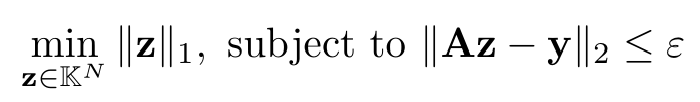 min_{𝐳∈𝕂^N} ‖𝐳‖₁, subject to ‖𝐀𝐳 − 𝐲‖₂ ≤ ε